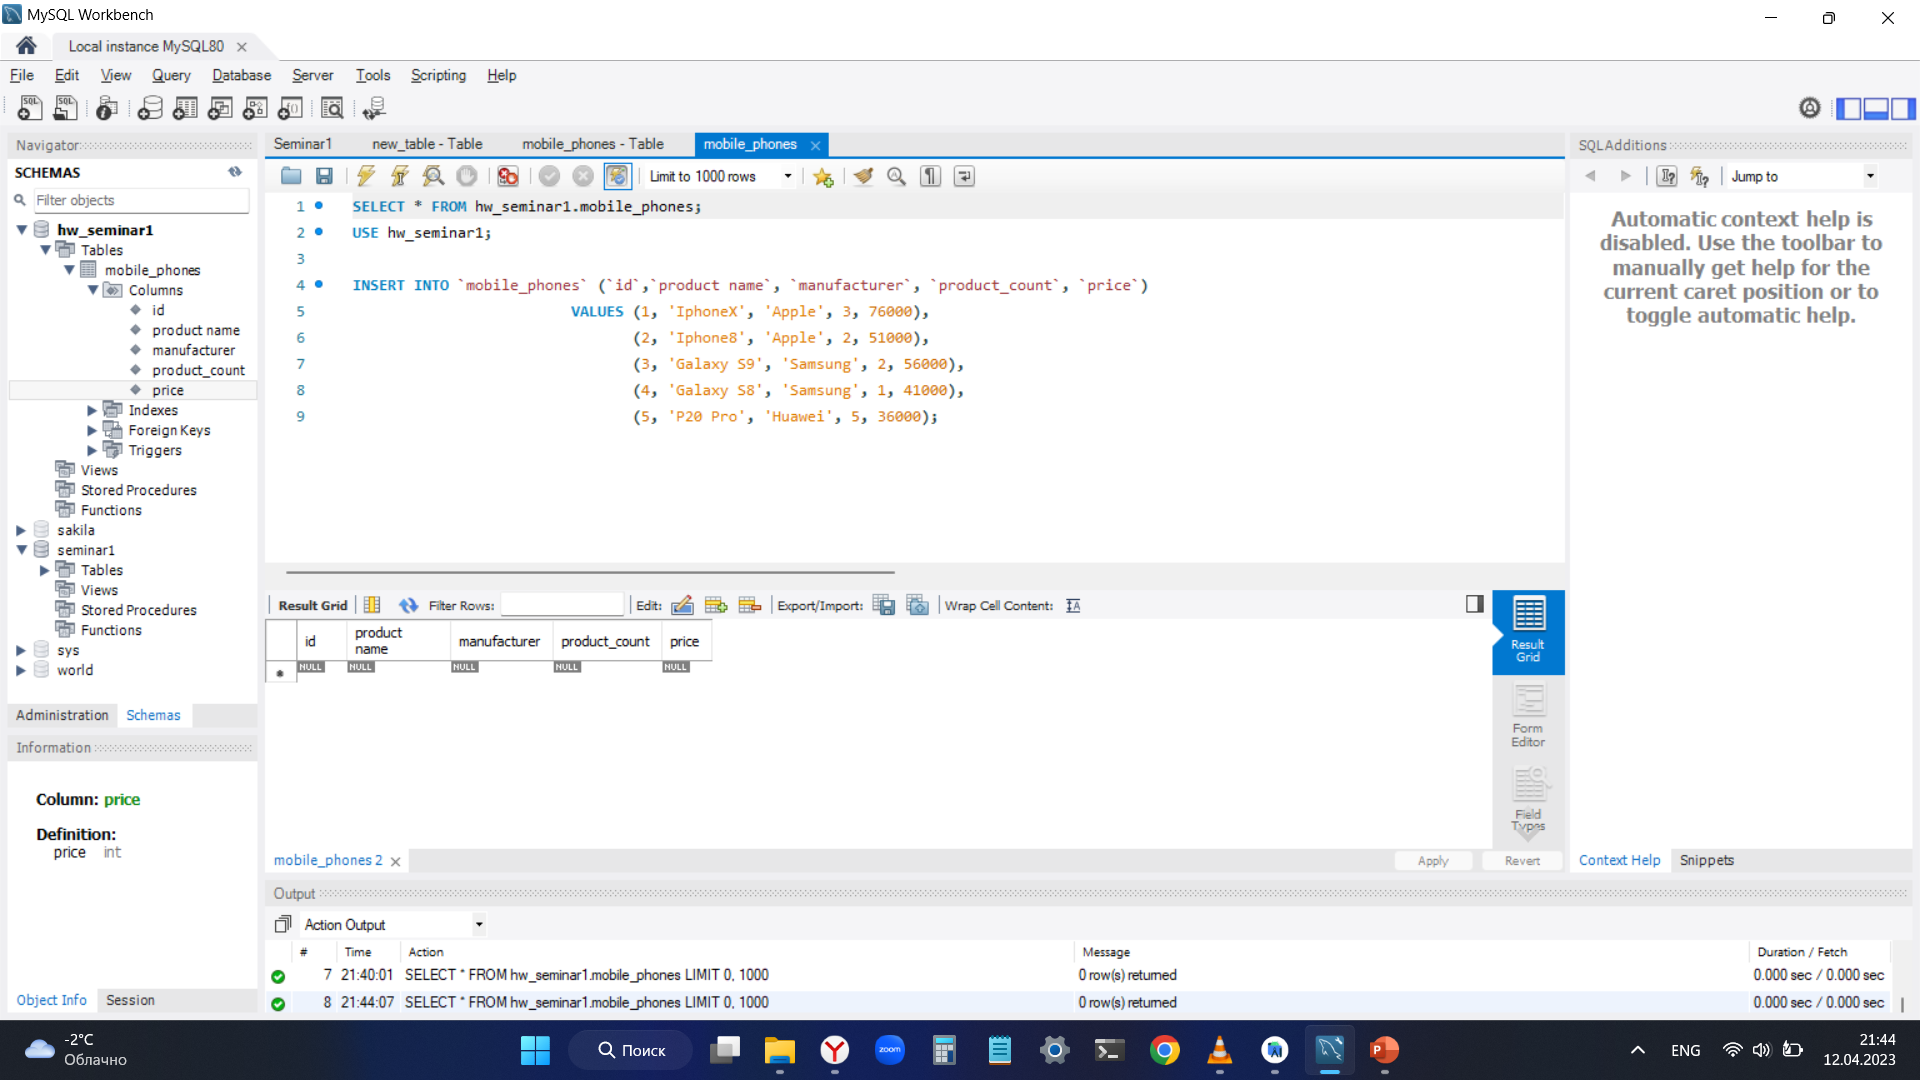 MySQL Workbench
Local instance MySQL80
File Edit View Query Database Server Tools Scripting Help
Navigator
SCHEMAS
Filter objects
hw_seminar1
Tables
mobile_phones
Columns
id
product name
manufacturer
product_count
price
Indexes
Foreign Keys
Triggers
Views
Stored Procedures
Functions
sakila
seminar1
Tables
Views
Stored Procedures
Functions
sys
world
Administration Schemas
Information
Column: price
Definition:
price int
Object Info Session
Seminar1 new_table - Table mobile_phones - Table mobile_phones
Limit to 1000 rows
1 SELECT * FROM hw_seminar1.mobile_phones;
2 USE hw_seminar1;
3
4 INSERT INTO `mobile_phones` (`id`,`product name`, `manufacturer`, `product_count`, `price`)
5 VALUES (1, 'IphoneX', 'Apple', 3, 76000),
6 (2, 'Iphone8', 'Apple', 2, 51000),
7 (3, 'Galaxy S9', 'Samsung', 2, 56000),
8 (4, 'Galaxy S8', 'Samsung', 1, 41000),
9 (5, 'P20 Pro', 'Huawei', 5, 36000);
Result Grid Filter Rows: Edit: Export/Import: Wrap Cell Content:
id product name manufacturer product_count price
NULL NULL NULL NULL NULL
Result Grid
Form Editor
Field Types
mobile_phones 2
Apply Revert
SQLAdditions
Jump to
Automatic context help is
disabled. Use the toolbar to
manually get help for the
current caret position or to
toggle automatic help.
Context Help Snippets
Output
Action Output
# Time Action Message Duration / Fetch
7 21:40:01 SELECT * FROM hw_seminar1.mobile_phones LIMIT 0, 1000 0 row(s) returned 0.000 sec / 0.000 sec
8 21:44:07 SELECT * FROM hw_seminar1.mobile_phones LIMIT 0, 1000 0 row(s) returned 0.000 sec / 0.000 sec
-2°C
Облачно
Поиск
zoom
ENG
21:44
12.04.2023